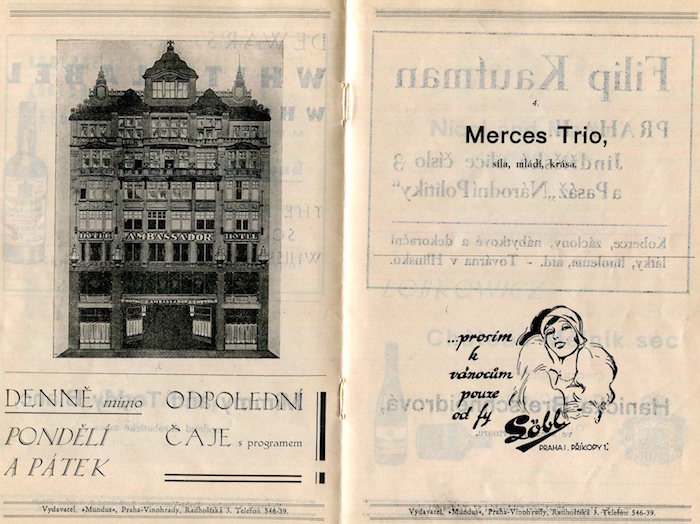 HOTEL AMBASSADOR HOTEL
DENNĚ mimo
PONDĚLÍ
A PÁTEK
ODPOLEDNÍ
ČAJE s programem
Vydavatel, »Mundus«, Praha-Vinohrady, Radhošťská 3. Telefon 546-39.
4.
Merces Trio,
síla, mládí, krása.
...prosím
k
vánocům
pouze
od fy
Löbl
PRAHA I. PŘÍKOPY 1.
Vydavatel, »Mundus«, Praha-Vinohrady, Radhošťská 3. Telefon 546-39.